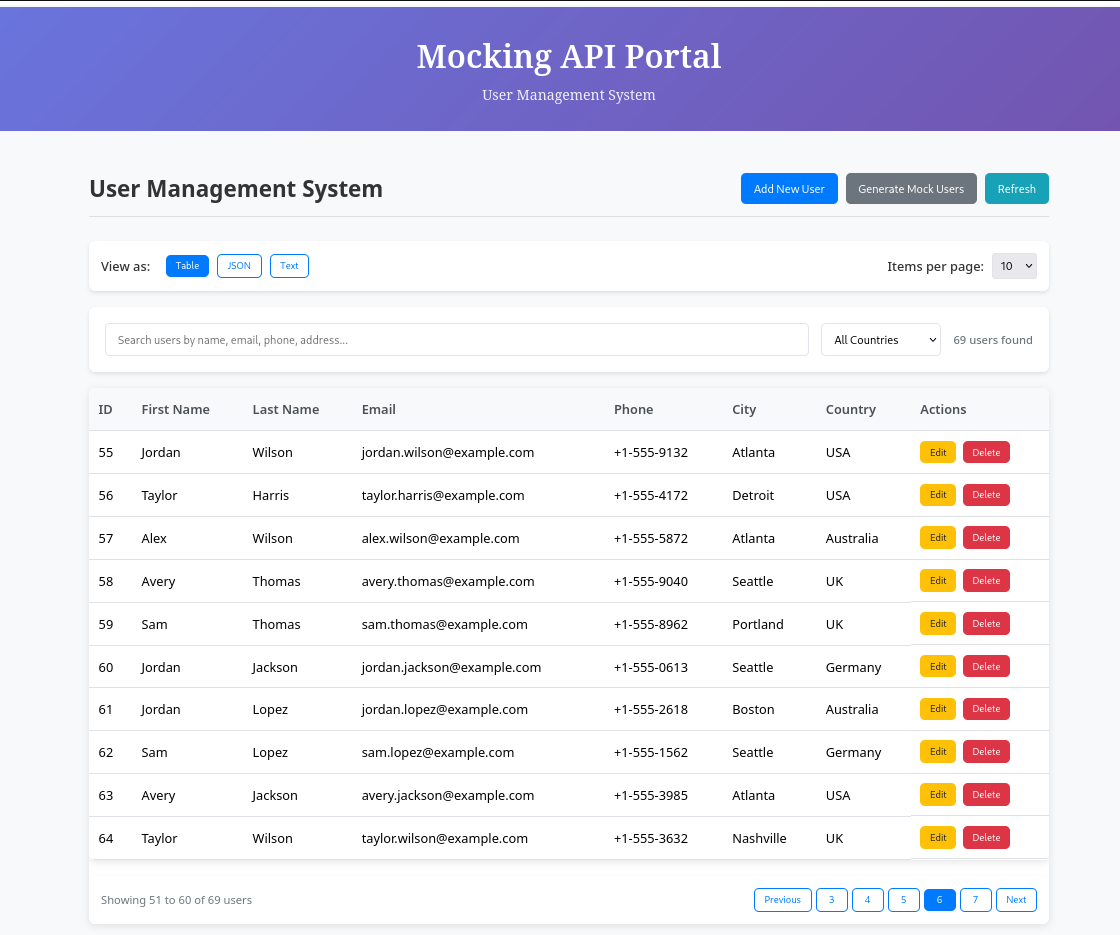 Mocking API Portal
User Management System
User Management System Add New User Generate Mock Users Refresh
View as: Table JSON Text Items per page: 10
Search users by name, email, phone, address... All Countries 69 users found
ID First Name Last Name Email Phone City Country Actions
55 Jordan Wilson jordan.wilson@example.com +1-555-9132 Atlanta USA Edit Delete
56 Taylor Harris taylor.harris@example.com +1-555-4172 Detroit USA Edit Delete
57 Alex Wilson alex.wilson@example.com +1-555-5872 Atlanta Australia Edit Delete
58 Avery Thomas avery.thomas@example.com +1-555-9040 Seattle UK Edit Delete
59 Sam Thomas sam.thomas@example.com +1-555-8962 Portland UK Edit Delete
60 Jordan Jackson jordan.jackson@example.com +1-555-0613 Seattle Germany Edit Delete
61 Jordan Lopez jordan.lopez@example.com +1-555-2618 Boston Australia Edit Delete
62 Sam Lopez sam.lopez@example.com +1-555-1562 Seattle Germany Edit Delete
63 Avery Jackson avery.jackson@example.com +1-555-3985 Atlanta USA Edit Delete
64 Taylor Wilson taylor.wilson@example.com +1-555-3632 Nashville UK Edit Delete
Showing 51 to 60 of 69 users Previous 3 4 5 6 7 Next